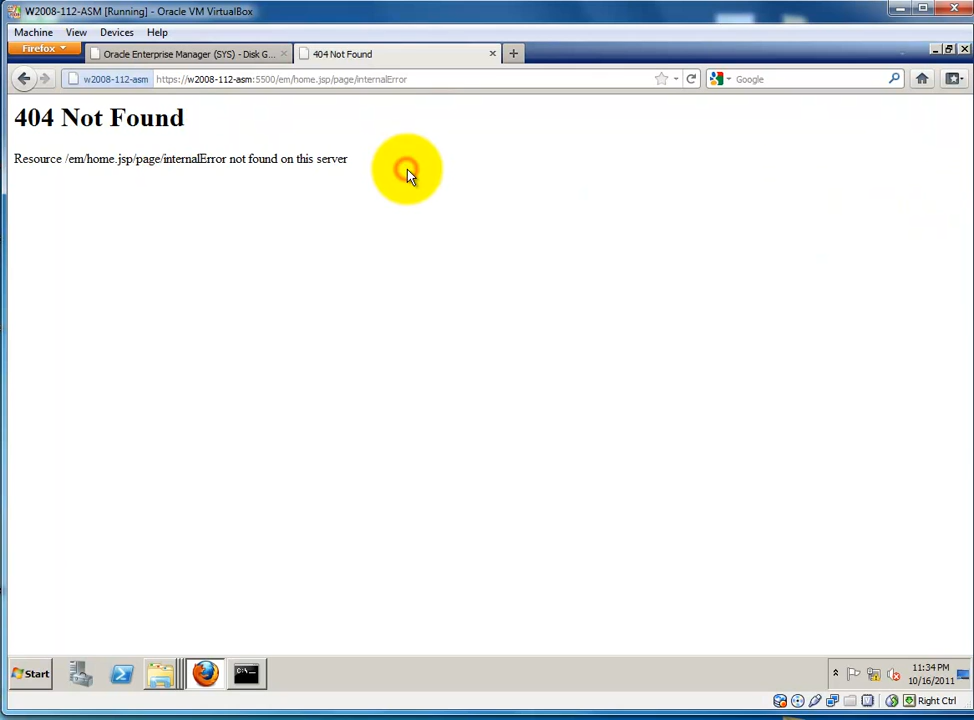 W2008-112-ASM [Running] - Oracle VM VirtualBox
Machine View Devices Help
Firefox
Oracle Enterprise Manager (SYS) - Disk G...
404 Not Found
w2008-112-asm https://w2008-112-asm:5500/em/home.jsp/page/internalError
Google
404 Not Found
Resource /em/home.jsp/page/internalError not found on this server
Start
11:34 PM
10/16/2011
Right Ctrl